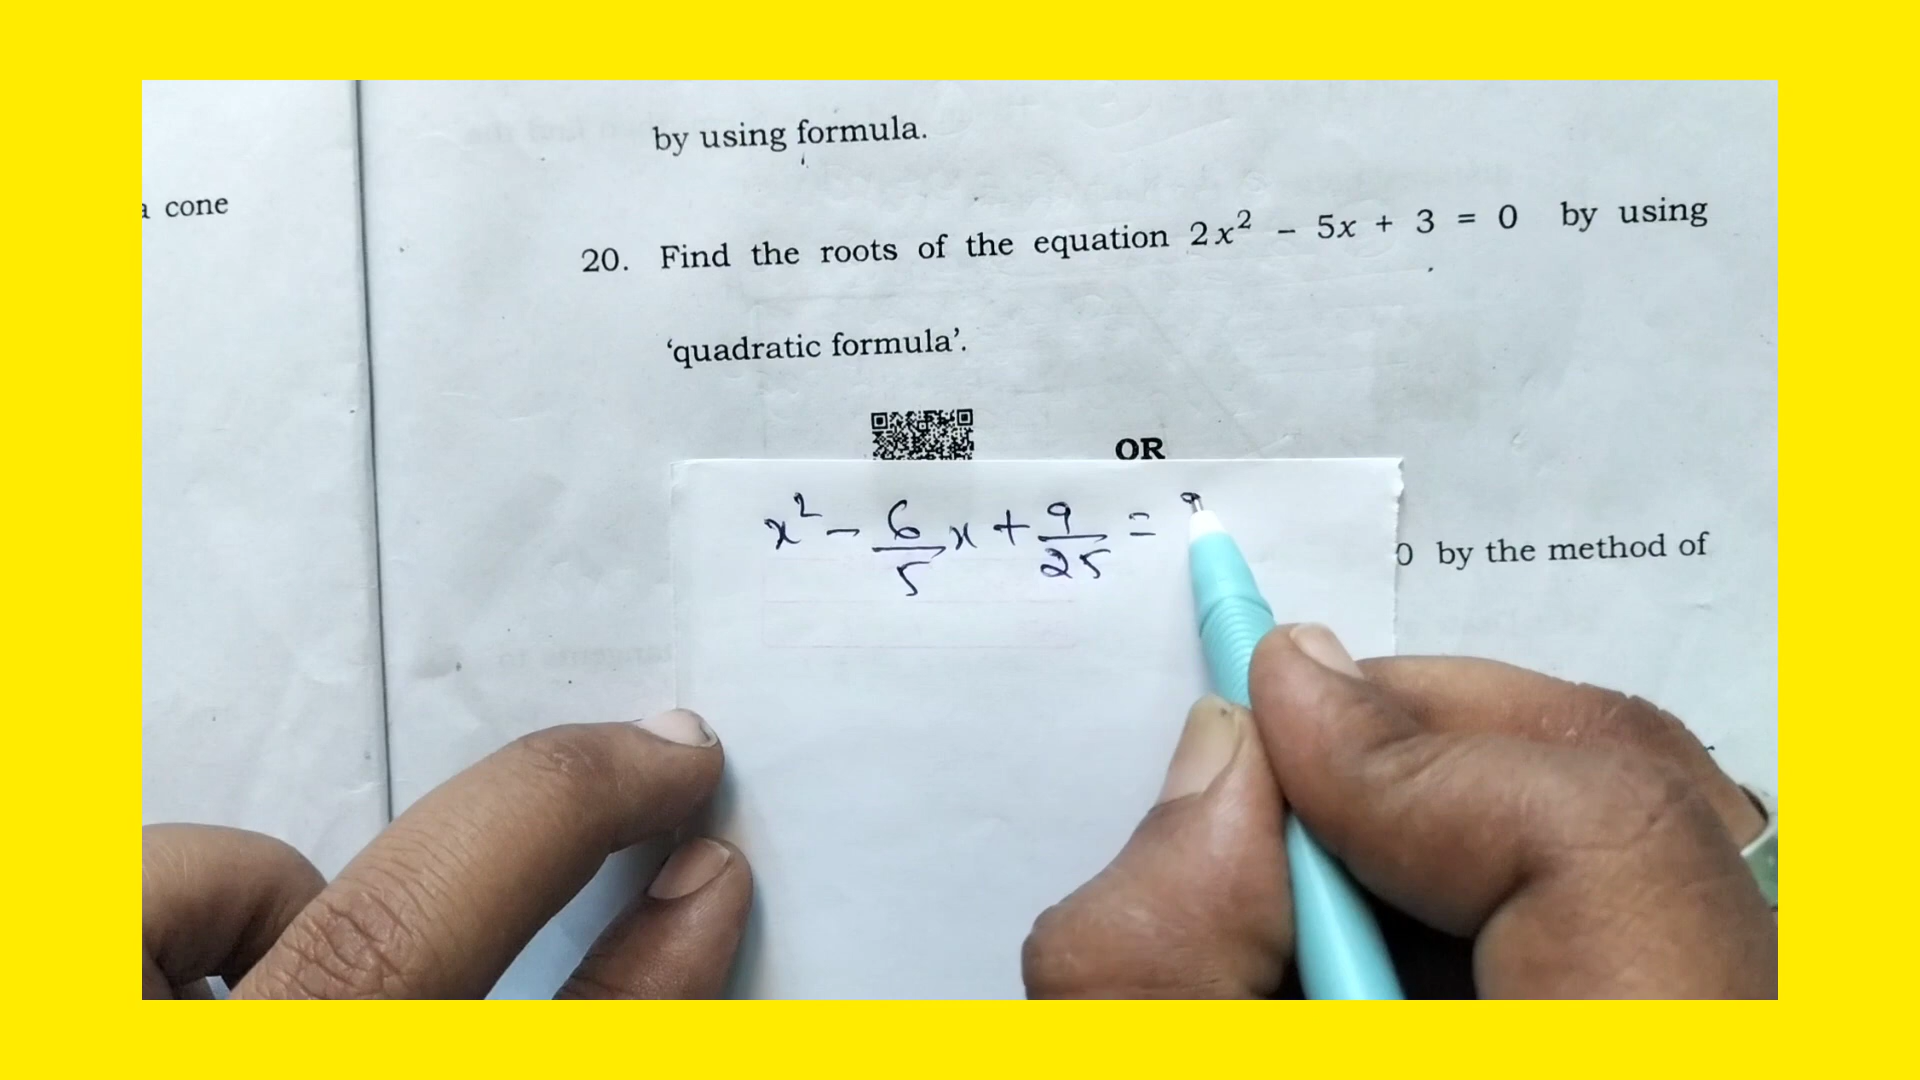 by using formula.
cone
20. Find the roots of the equation 2x² – 5x + 3 = 0 by using
‘quadratic formula’.
OR
x² – 6/5 x + 9/25 = 9
0 by the method of